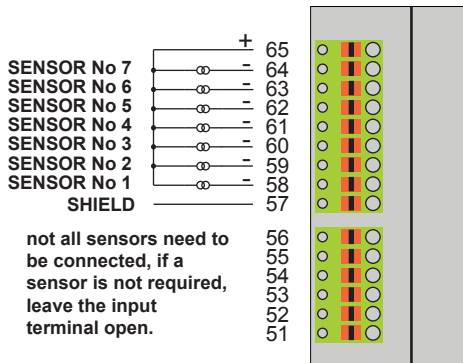 + 65
SENSOR No 7 - 64
SENSOR No 6 - 63
SENSOR No 5 - 62
SENSOR No 4 - 61
SENSOR No 3 - 60
SENSOR No 2 - 59
SENSOR No 1 - 58
SHIELD 57
not all sensors need to
be connected, if a
sensor is not required,
leave the input
terminal open.
56
55
54
53
52
51